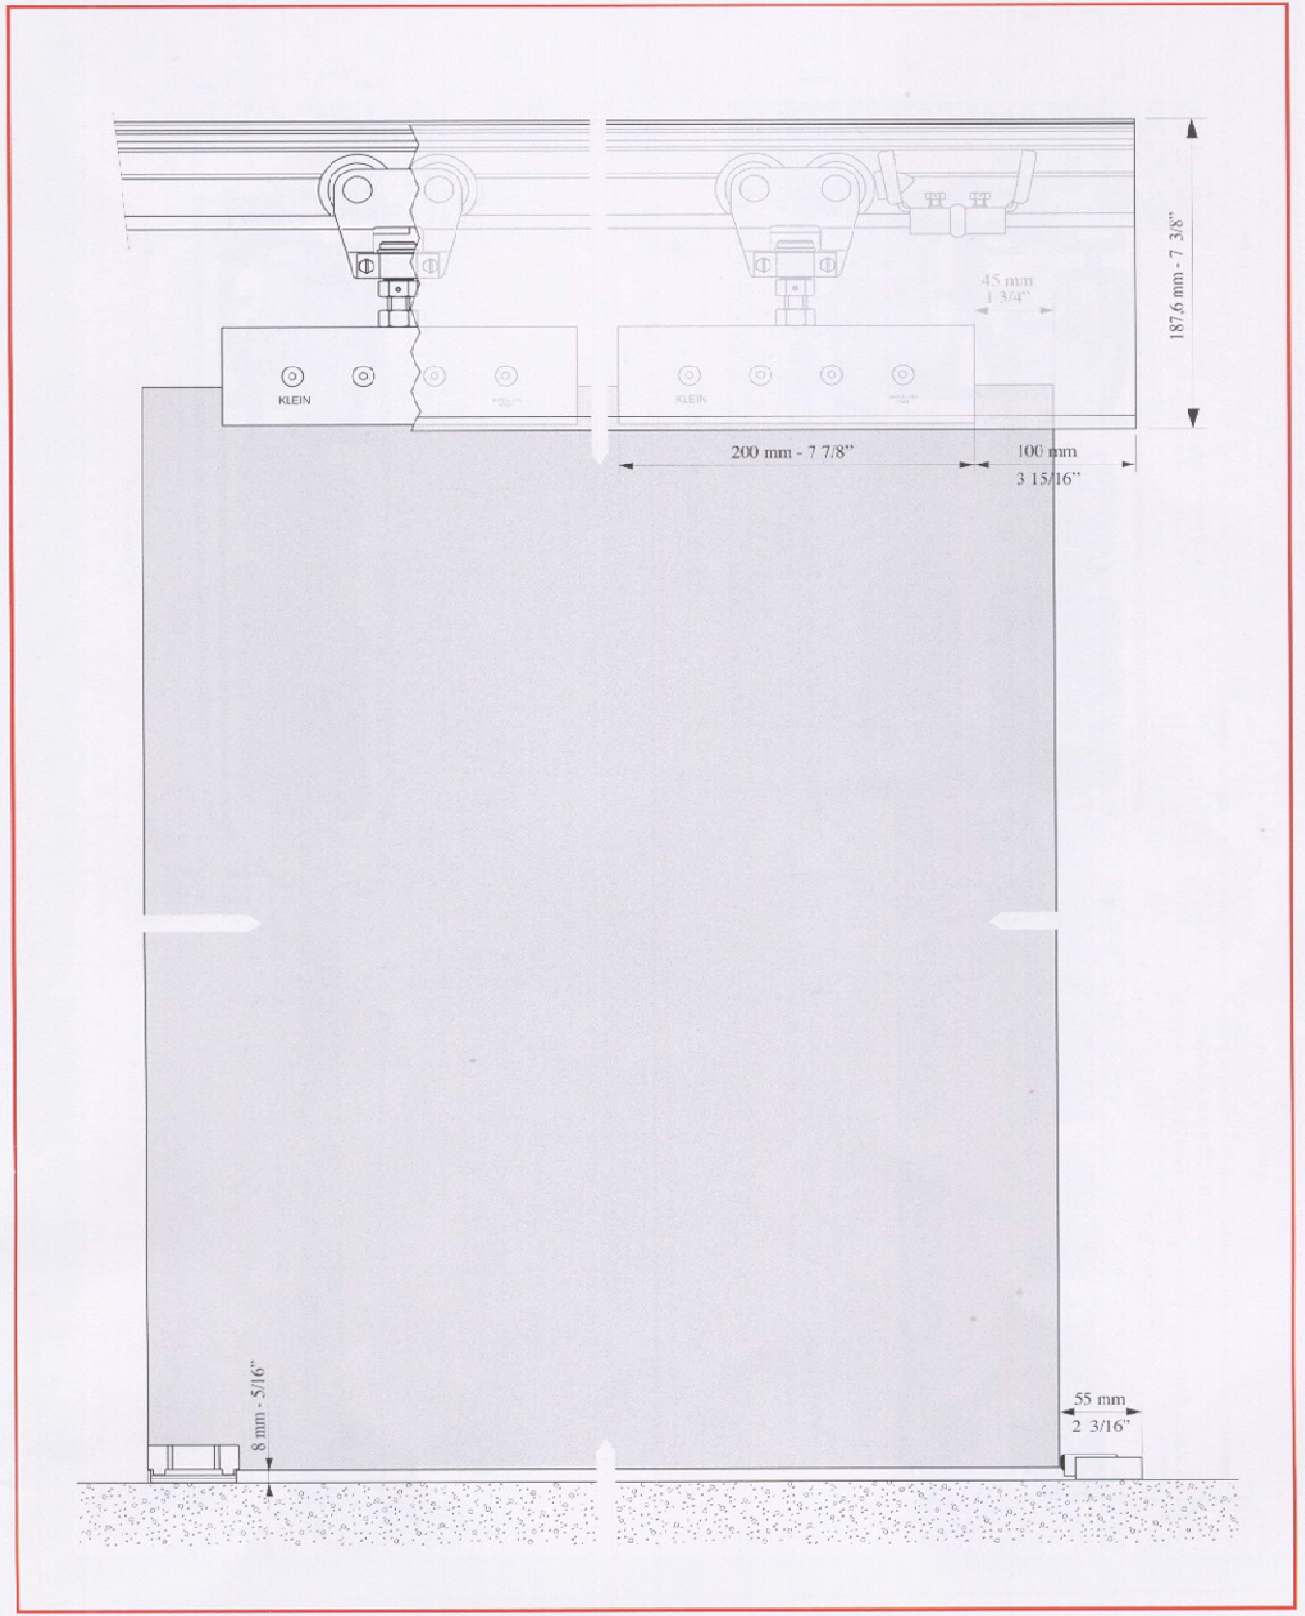 187,6 mm - 7 3/8”
45 mm
1 3/4”
KLEIN
KLEIN
200 mm - 7 7/8”
100 mm
3 15/16”
8 mm - 5/16”
55 mm
2 3/16”